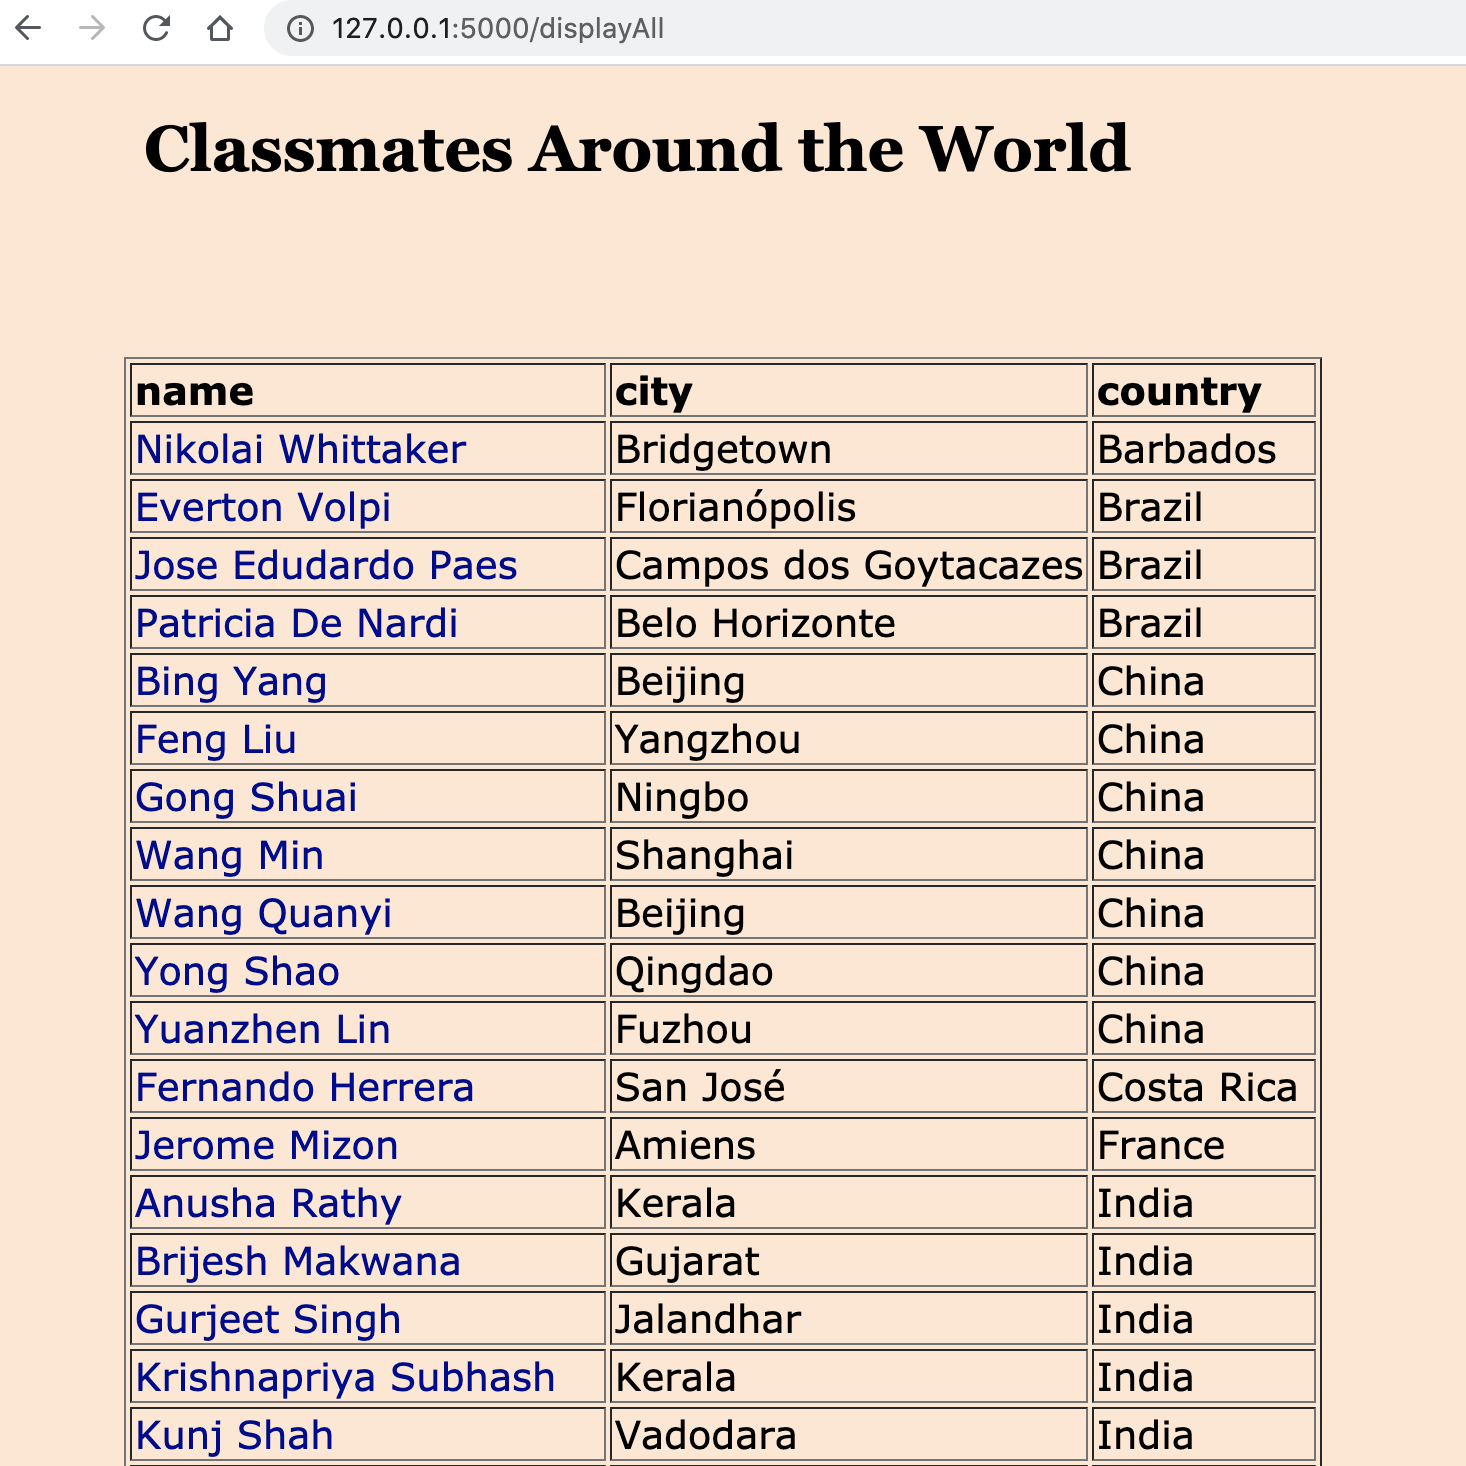 127.0.0.1:5000/displayAll
Classmates Around the World
name city country
Nikolai Whittaker Bridgetown Barbados
Everton Volpi Florianópolis Brazil
Jose Edudardo Paes Campos dos Goytacazes Brazil
Patricia De Nardi Belo Horizonte Brazil
Bing Yang Beijing China
Feng Liu Yangzhou China
Gong Shuai Ningbo China
Wang Min Shanghai China
Wang Quanyi Beijing China
Yong Shao Qingdao China
Yuanzhen Lin Fuzhou China
Fernando Herrera San José Costa Rica
Jerome Mizon Amiens France
Anusha Rathy Kerala India
Brijesh Makwana Gujarat India
Gurjeet Singh Jalandhar India
Krishnapriya Subhash Kerala India
Kunj Shah Vadodara India